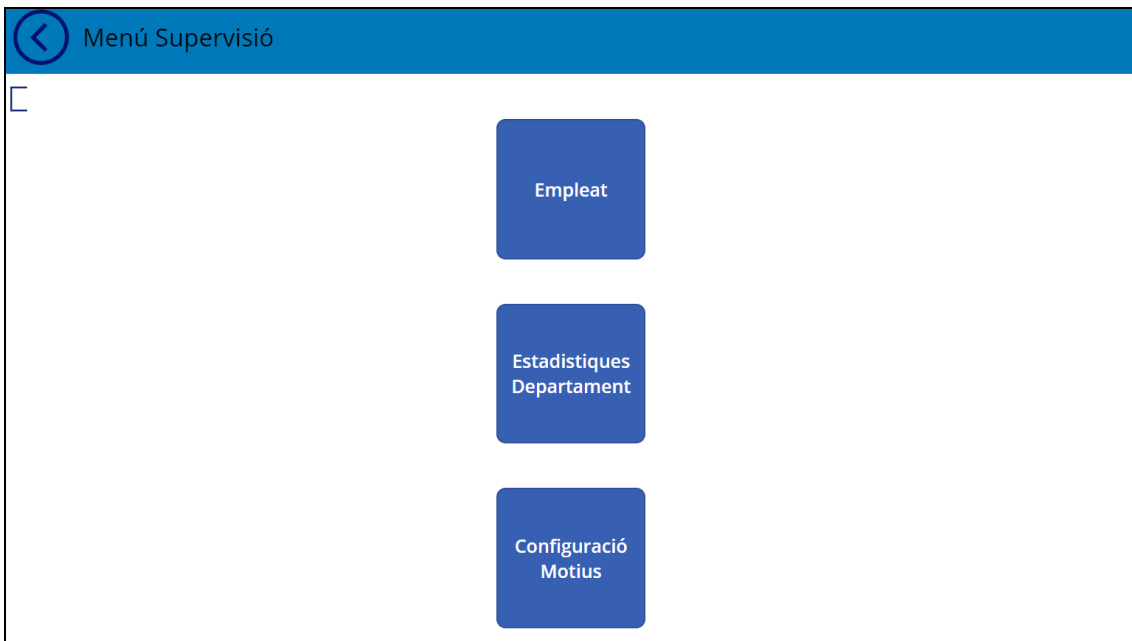 Menú Supervisió
Empleat
Estadistiques
Departament
Configuració
Motius